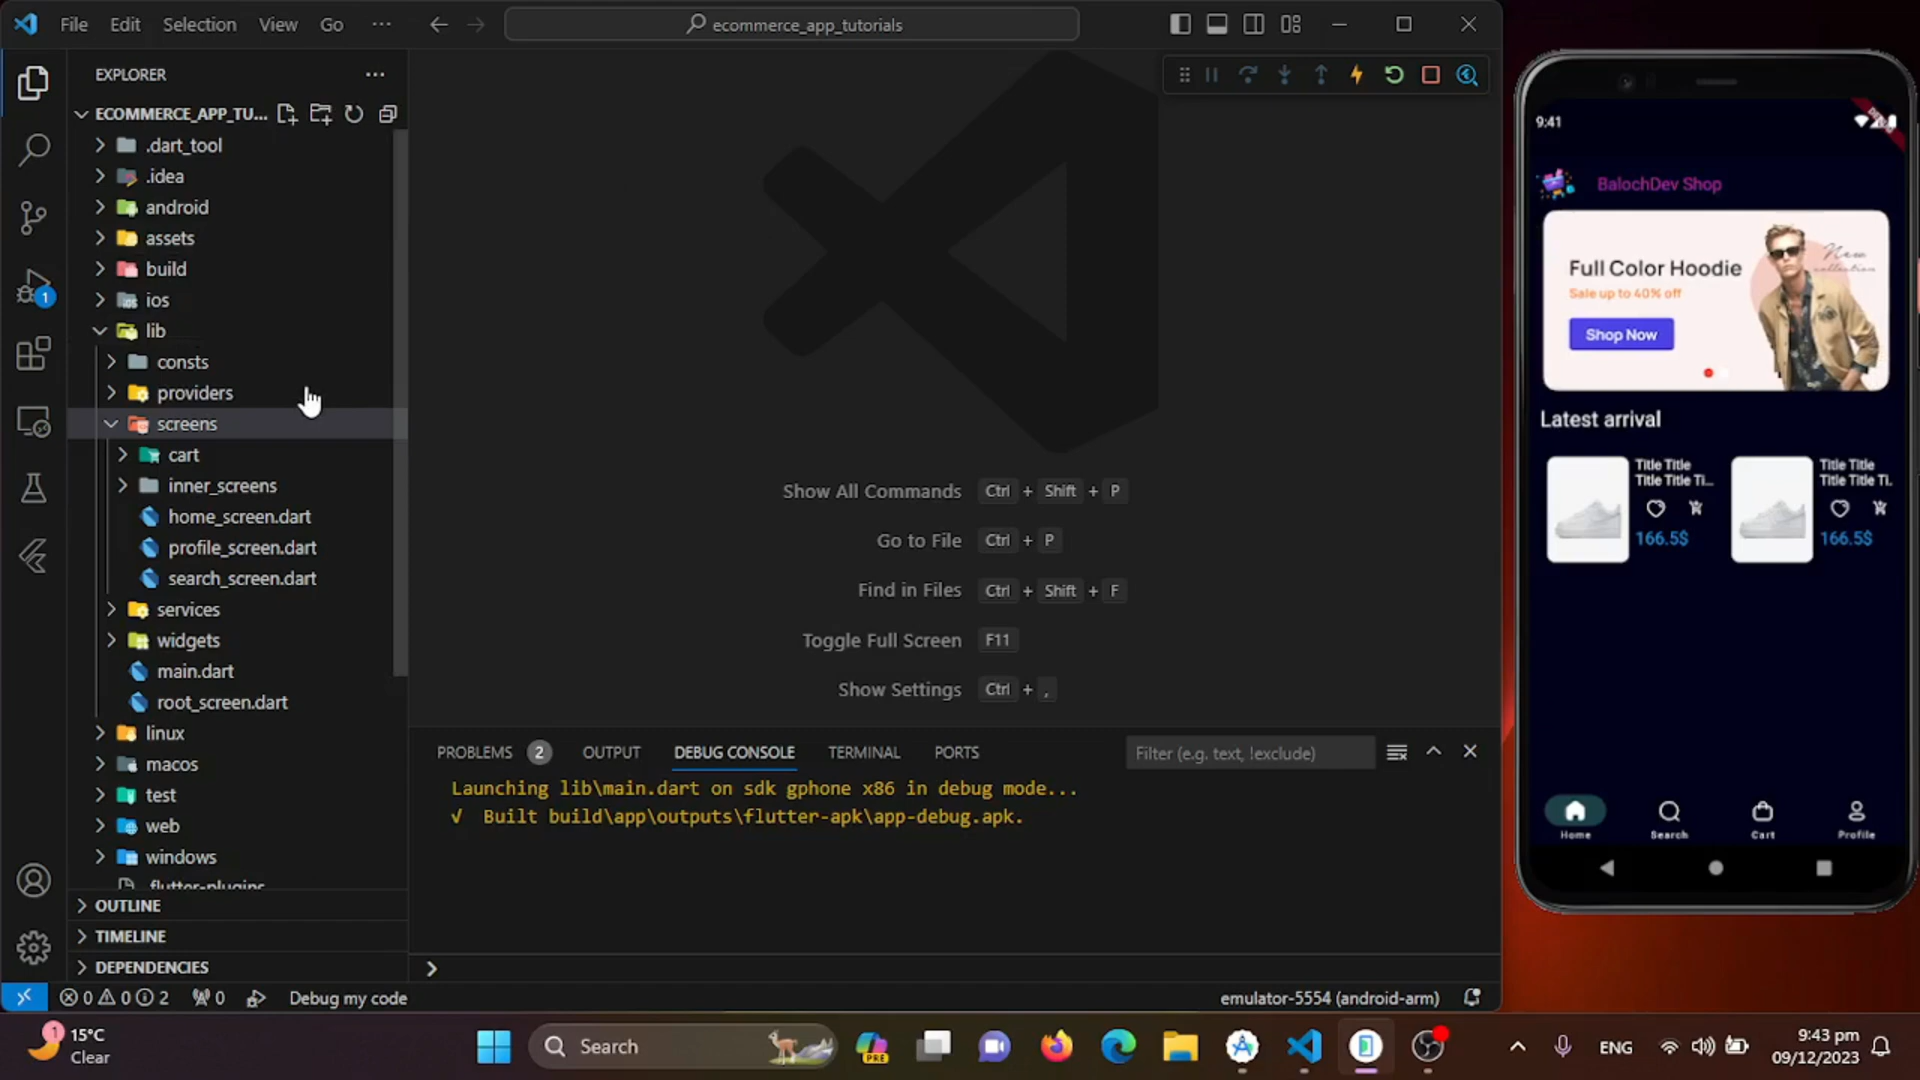 File Edit Selection View Go ...
ecommerce_app_tutorials
EXPLORER
ECOMMERCE_APP_TU...
.dart_tool
.idea
android
assets
build
ios
lib
consts
providers
screens
cart
inner_screens
home_screen.dart
profile_screen.dart
search_screen.dart
services
widgets
main.dart
root_screen.dart
linux
macos
test
web
windows
.flutter-plugins
OUTLINE
TIMELINE
DEPENDENCIES
1
Show All Commands Ctrl + Shift + P
Go to File Ctrl + P
Find in Files Ctrl + Shift + F
Toggle Full Screen F11
Show Settings Ctrl + ,
PROBLEMS 2 OUTPUT DEBUG CONSOLE TERMINAL PORTS
Filter (e.g. text, !exclude)
Launching lib\main.dart on sdk gphone x86 in debug mode...
√ Built build\app\outputs\flutter-apk\app-debug.apk.
0 0 2 0 Debug my code
emulator-5554 (android-arm)
9:41
BalochDev Shop
Full Color Hoodie
Sale up to 40% off
Shop Now
New
collection
Latest arrival
Title Title
Title Title Ti...
166.5$
Title Title
Title Title Ti.
166.5$
Home Search Cart Profile
1
15°C
Clear
Search
PRE
ENG
9:43 pm
09/12/2023